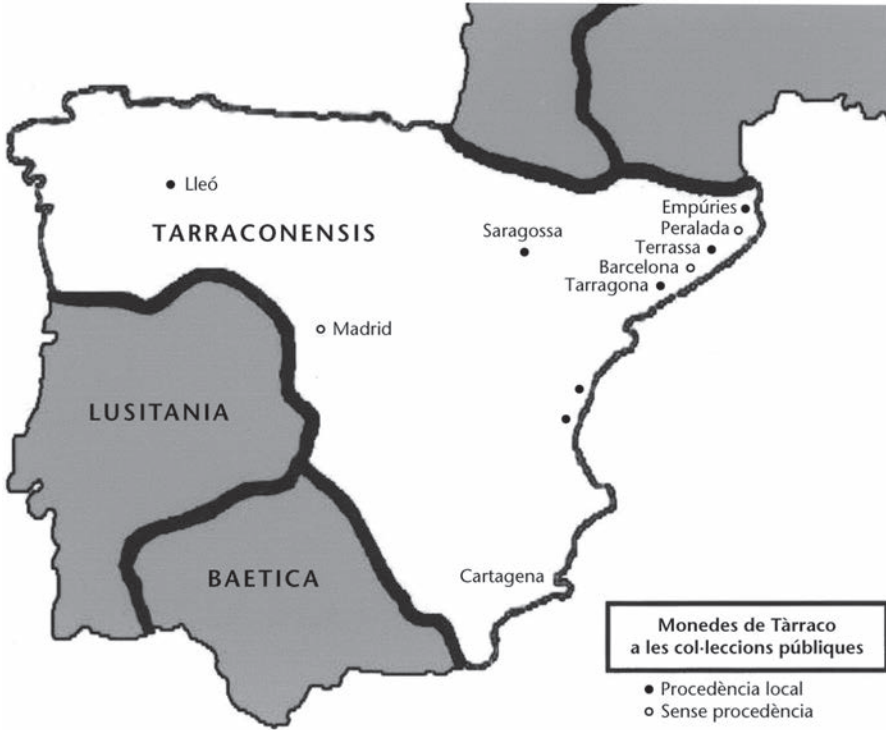 Lleó
TARRACONENSIS
Saragossa
Empúries
Peralada
Terrassa
Barcelona
Tarragona
Madrid
LUSITANIA
BAETICA
Cartagena
Monedes de Tàrraco
a les col·leccions públiques
Procedència local
Sense procedència